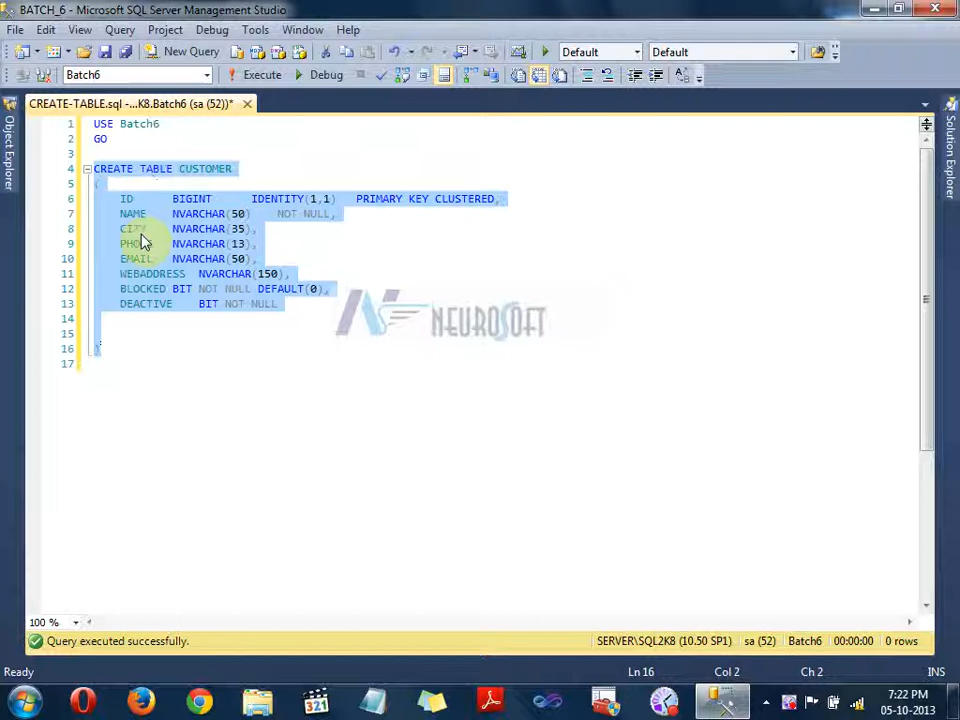 BATCH_6 - Microsoft SQL Server Management Studio
File Edit View Query Project Debug Tools Window Help
New Query Default Default
Batch6 Execute Debug
CREATE-TABLE.sql -...K8.Batch6 (sa (52))*
Object Explorer
Solution Explorer
1 USE Batch6
2 GO
3
4 CREATE TABLE CUSTOMER
5 (
6 ID BIGINT IDENTITY(1,1) PRIMARY KEY CLUSTERED,
7 NAME NVARCHAR(50) NOT NULL,
8 CITY NVARCHAR(35),
9 NVARCHAR(13),
10 EMAIL NVARCHAR(50),
11 WEBADDRESS NVARCHAR(150),
12 BLOCKED BIT NOT NULL DEFAULT(0),
13 DEACTIVE BIT NOT NULL
14
15
16 )
17
NEUROSOFT
100 %
Query executed successfully. SERVER\SQL2K8 (10.50 SP1) sa (52) Batch6 00:00:00 0 rows
Ready Ln 16 Col 2 Ch 2 INS
321
7:22 PM
05-10-2013